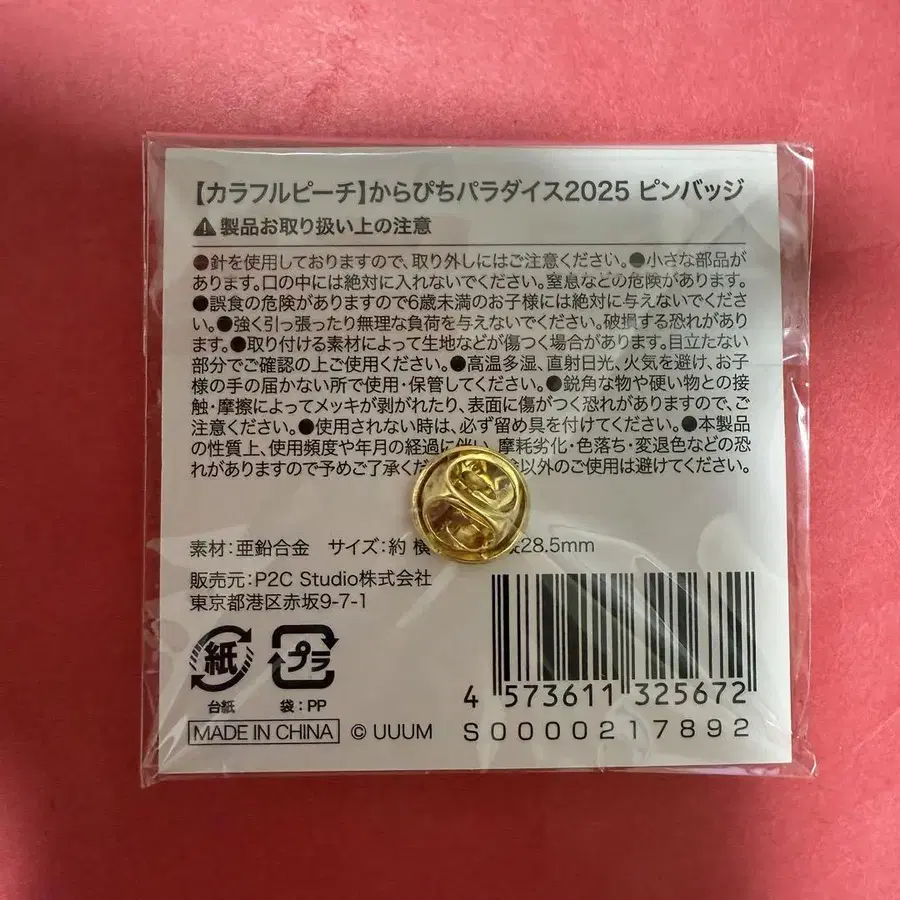 【カラフルピーチ】からぴちパラダイス2025 ピンバッジ
製品お取り扱い上の注意
●針を使用しておりますので、取り外しにはご注意ください。●小さな部品が
あります。口の中には絶対に入れないでください。窒息などの危険があります。
●誤食の危険がありますので6歳未満のお子様には絶対に与えないでくださ
い。●強く引っ張ったり無理な負荷を与えないでください。破損する恐れがあり
ます。●取り付ける素材によって生地などが傷つく場合があります。目立たない
部分でご確認の上ご使用ください。●高温多湿、直射日光、火気を避け、お子
様の手の届かない所で使用・保管してください。●鋭角な物や硬い物との接
触・摩擦によってメッキが剥がれたり、表面に傷がつく恐れがありますので、ご
注意ください。●使用されない時は、必ず留め具を付けてください。●本製品
の性質上、使用頻度や年月の経過に伴い、摩耗劣化・色落ち・変退色などの恐
れがありますので予めご了承くだ 以外のご使用は避けてください。
素材:亜鉛合金 サイズ:約 横 28.5mm
販売元:P2C Studio株式会社
東京都港区赤坂9-7-1
紙 プラ
台紙 袋:PP
4 573611 325672
MADE IN CHINA © UUUM S0000217892